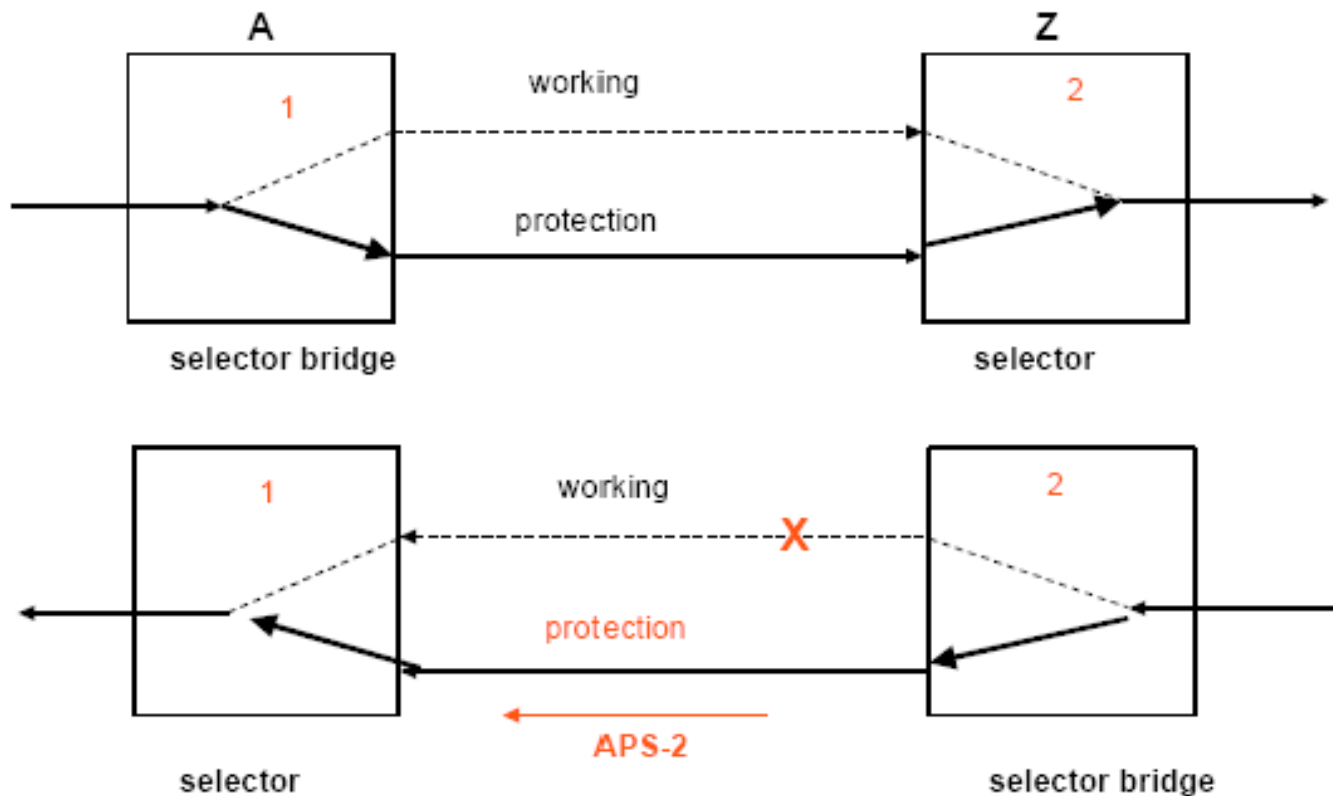 A
Z
working
1
2
protection
selector bridge
selector
working
1
2
X
protection
APS-2
selector
selector bridge